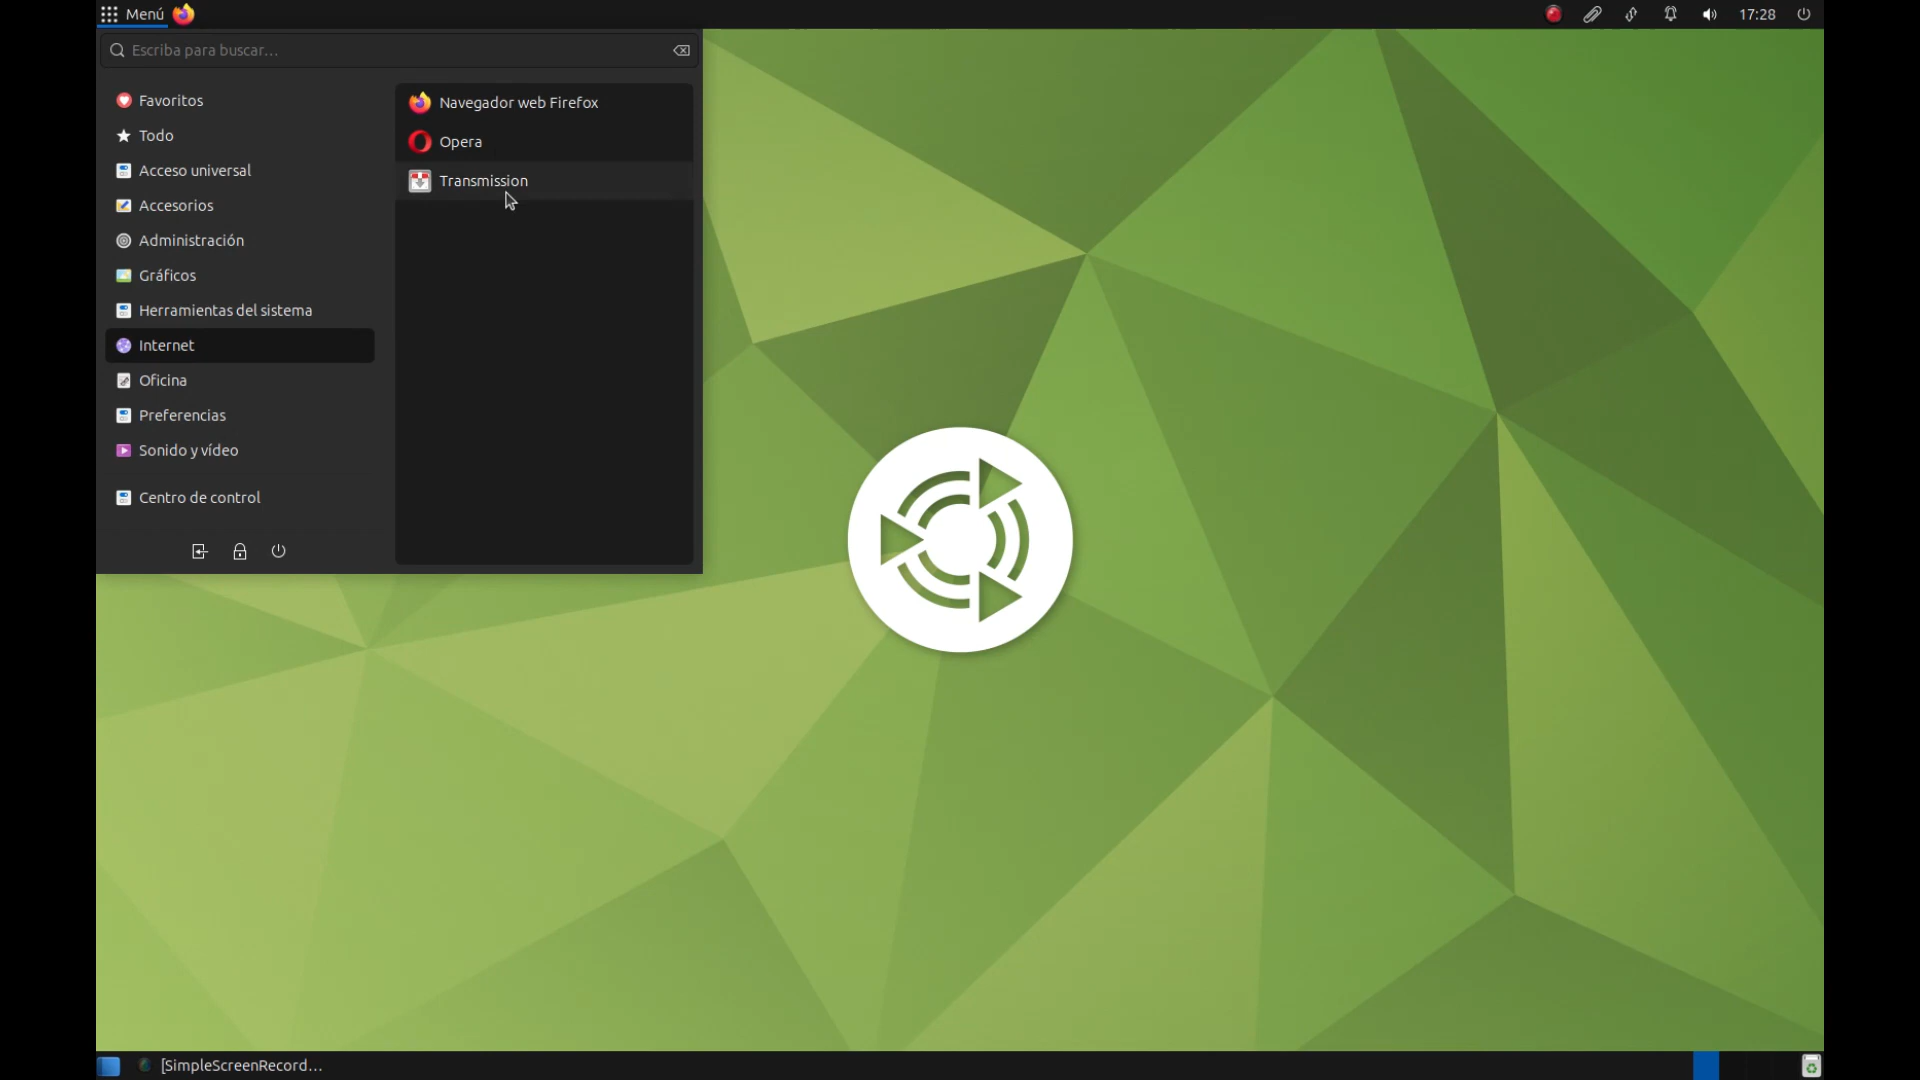 Menú
17:28
Escriba para buscar...
Favoritos
Todo
Acceso universal
Accesorios
Administración
Gráficos
Herramientas del sistema
Internet
Oficina
Preferencias
Sonido y vídeo
Centro de control
Navegador web Firefox
Opera
Transmission
[SimpleScreenRecord...